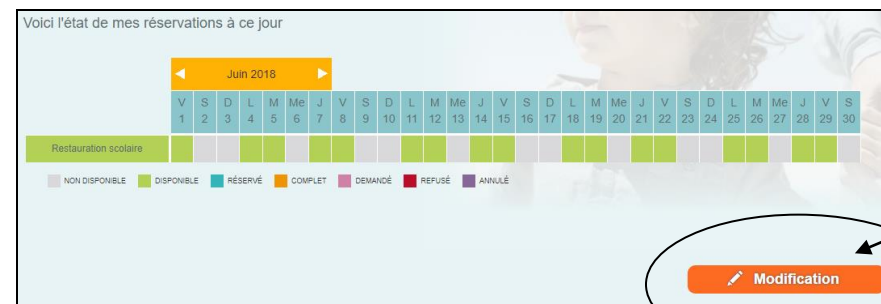 Voici l'état de mes réservations à ce jour
Juin 2018
V S D L M Me J V S D L M Me J V S D L M Me J V S D L M Me J V S
1 2 3 4 5 6 7 8 9 10 11 12 13 14 15 16 17 18 19 20 21 22 23 24 25 26 27 28 29 30
Restauration scolaire
NON DISPONIBLE DISPONIBLE RÉSERVÉ COMPLET DEMANDÉ REFUSÉ ANNULÉ
Modification